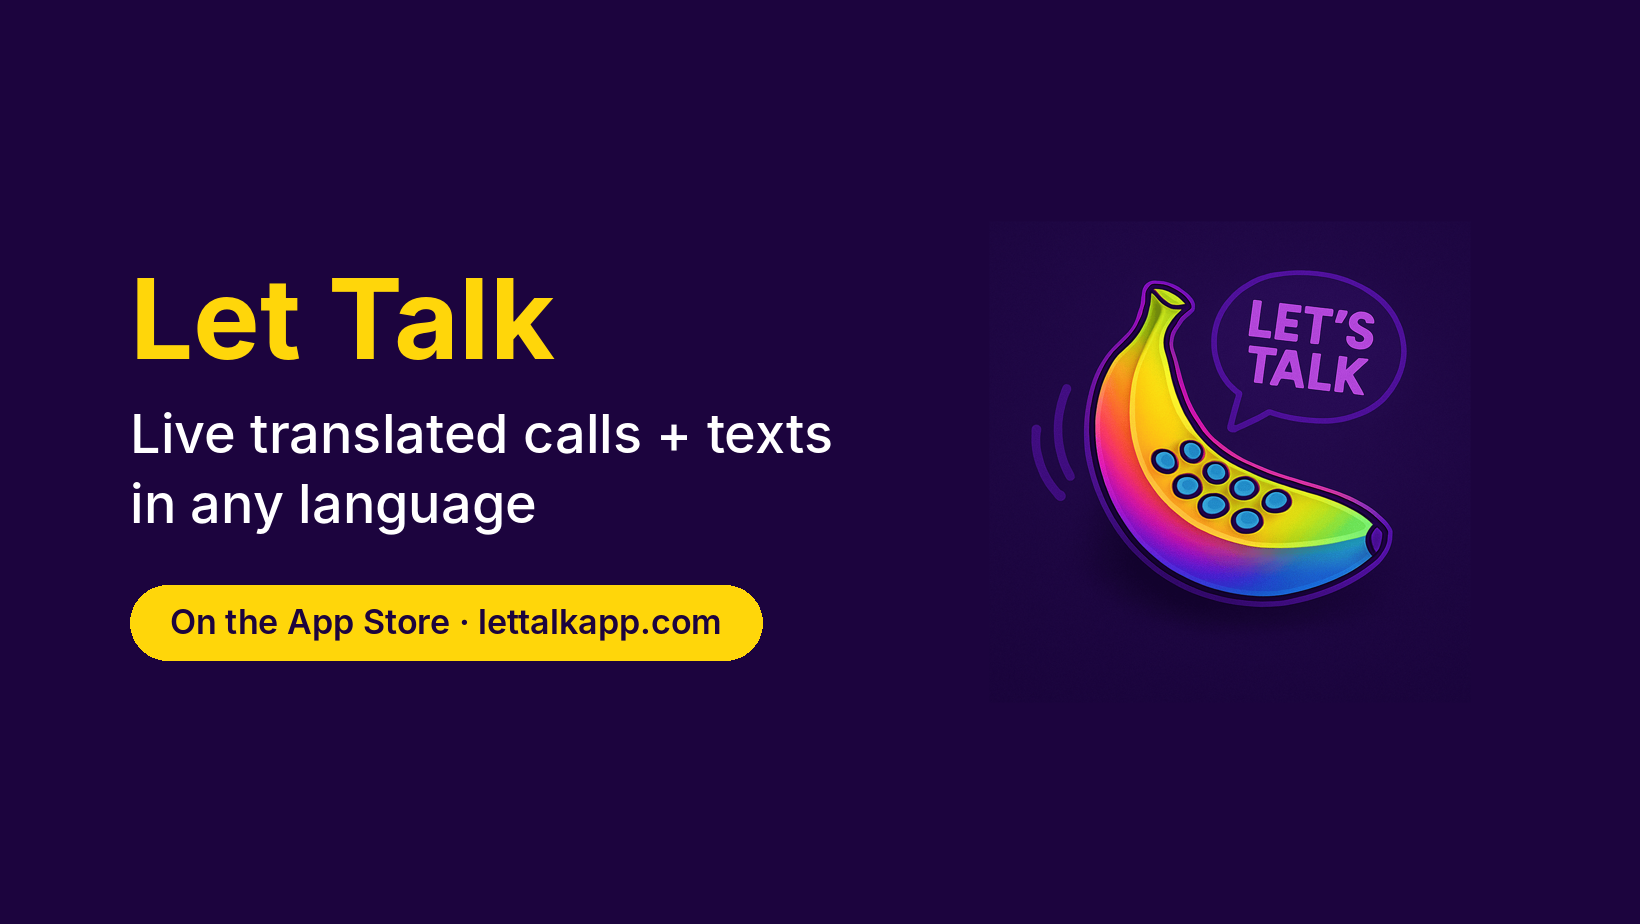 Let Talk
Live translated calls + texts
in any language
On the App Store · lettalkapp.com
LET’S
TALK